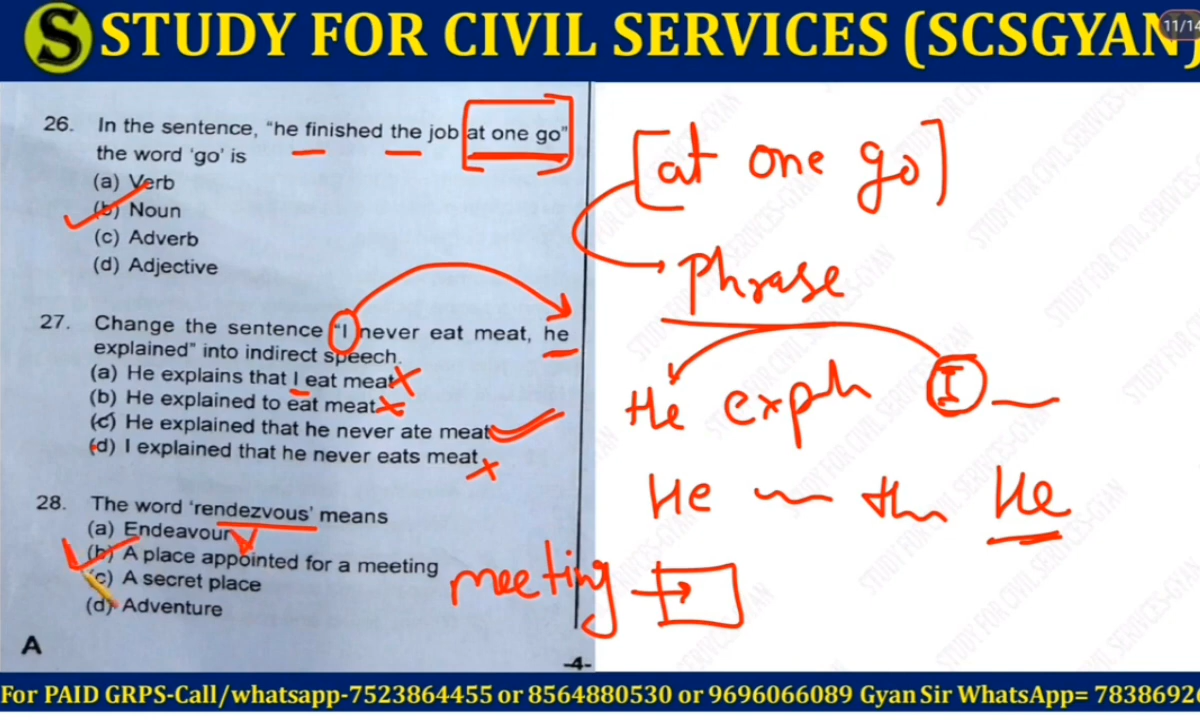 S STUDY FOR CIVIL SERVICES (SCSGYAN)
11/14
26. In the sentence, "he finished the job at one go"
the word 'go' is
(a) Verb
(b) Noun
(c) Adverb
(d) Adjective
27. Change the sentence "I never eat meat, he
explained" into indirect speech.
(a) He explains that I eat meat
(b) He explained to eat meat
(c) He explained that he never ate meat
(d) I explained that he never eats meat
28. The word 'rendezvous' means
(a) Endeavour
(b) A place appointed for a meeting
(c) A secret place
(d) Adventure
A
-4-
[at one go]
Phrase
He I
He He
meeting
For PAID GRPS-Call/whatsapp-7523864455 or 8564880530 or 9696066089 Gyan Sir WhatsApp= 7838692